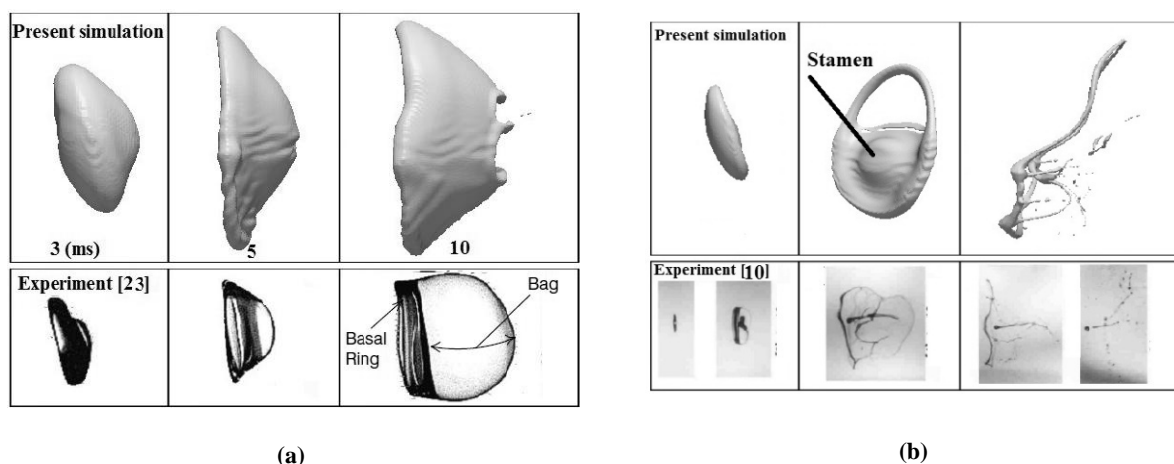 Present simulation
3 (ms)
5
10
Experiment [23]
Basal
Ring
Bag
(a)
Present simulation
Stamen
Experiment [10]
(b)